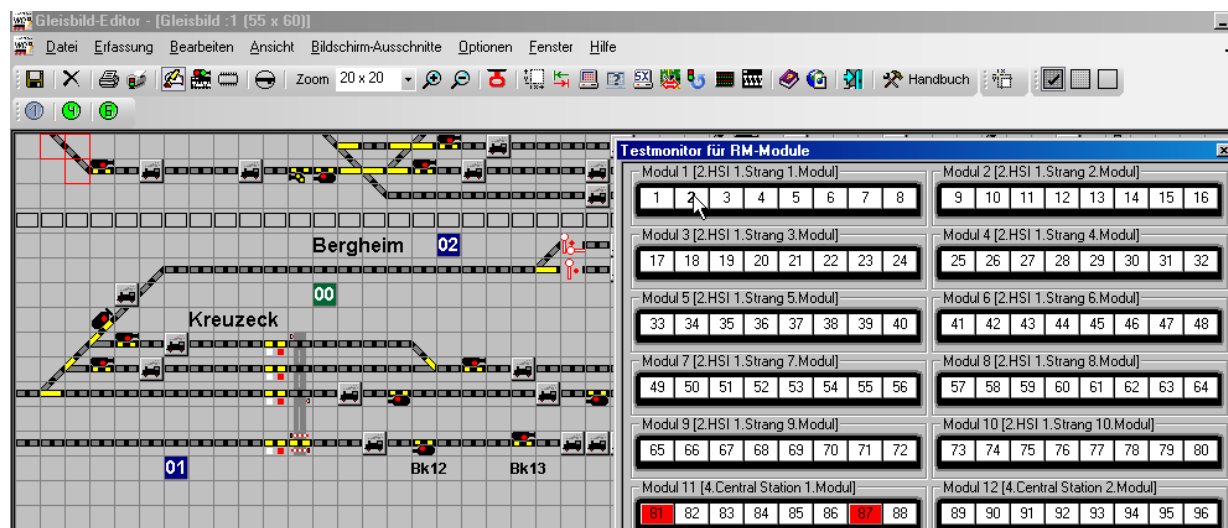 Gleisbild-Editor - [Gleisbild :1 (55 x 60)]
Datei Erfassung Bearbeiten Ansicht Bildschirm-Ausschnitte Optionen Fenster Hilfe
Zoom 20 x 20 Handbuch
Testmonitor für RM-Module
Modul 1 [2.HSI 1.Strang 1.Modul] Modul 2 [2.HSI 1.Strang 2.Modul]
1 2 3 4 5 6 7 8 9 10 11 12 13 14 15 16
Modul 3 [2.HSI 1.Strang 3.Modul] Modul 4 [2.HSI 1.Strang 4.Modul]
17 18 19 20 21 22 23 24 25 26 27 28 29 30 31 32
Modul 5 [2.HSI 1.Strang 5.Modul] Modul 6 [2.HSI 1.Strang 6.Modul]
33 34 35 36 37 38 39 40 41 42 43 44 45 46 47 48
Modul 7 [2.HSI 1.Strang 7.Modul] Modul 8 [2.HSI 1.Strang 8.Modul]
49 50 51 52 53 54 55 56 57 58 59 60 61 62 63 64
Modul 9 [2.HSI 1.Strang 9.Modul] Modul 10 [2.HSI 1.Strang 10.Modul]
65 66 67 68 69 70 71 72 73 74 75 76 77 78 79 80
Modul 11 [4.Central Station 1.Modul] Modul 12 [4.Central Station 2.Modul]
81 82 83 84 85 86 87 88 89 90 91 92 93 94 95 96
Bergheim 02
00
Kreuzeck
01 Bk12 Bk13